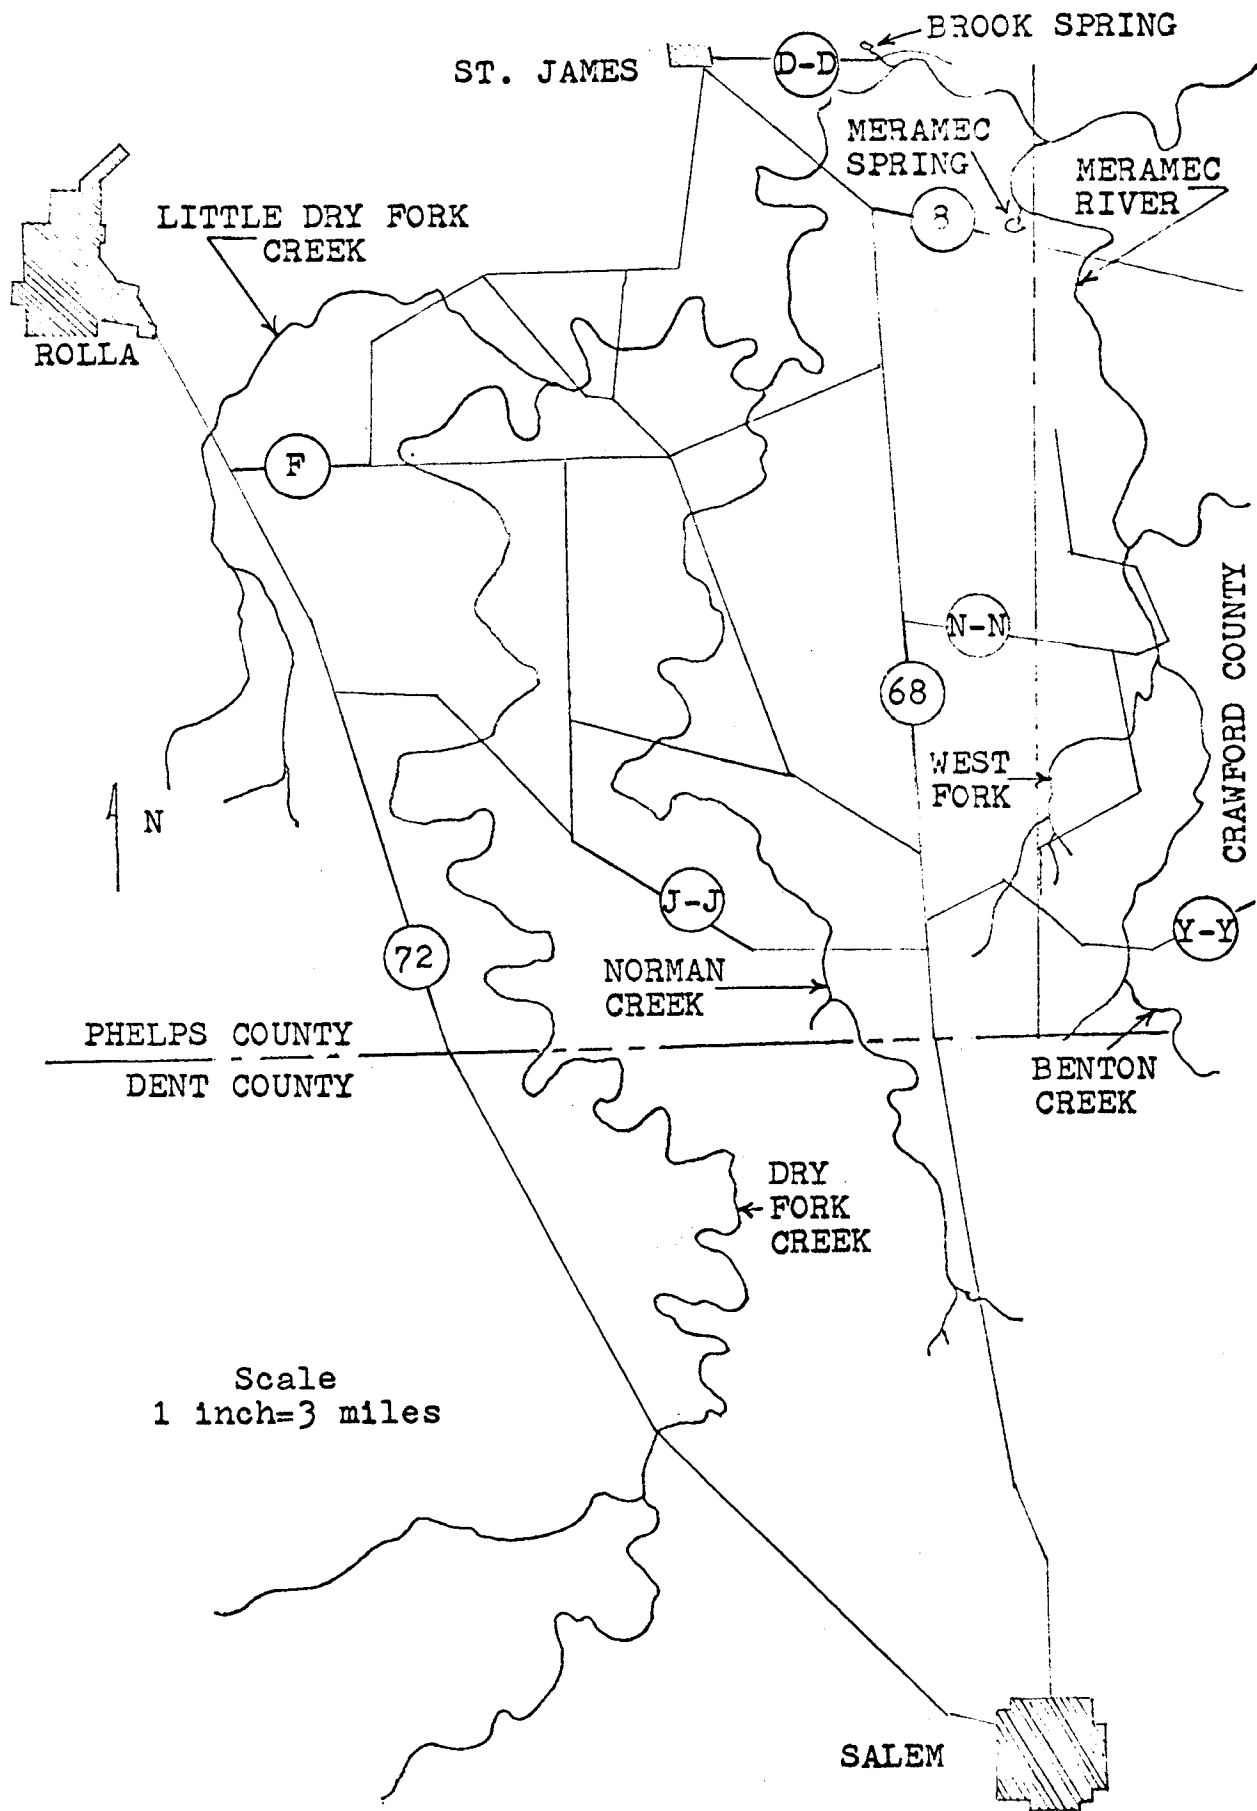 BROOK SPRING
ST. JAMES
D-D
MERAMEC
SPRING
MERAMEC
RIVER
8
LITTLE DRY FORK
CREEK
ROLLA
F
N-N
CRAWFORD COUNTY
68
WEST
FORK
N
J-J
Y-Y
72
NORMAN
CREEK
PHELPS COUNTY
DENT COUNTY
BENTON
CREEK
DRY
FORK
CREEK
Scale
1 inch=3 miles
SALEM